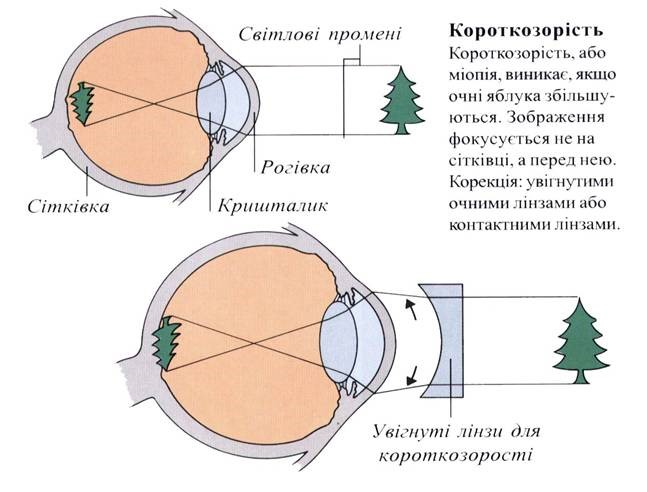 Світлові промені
Рогівка
Сітківка
Кришталик
Короткозорість
Короткозорість, або
міопія, виникає, якщо
очні яблука збільшу-
ються. Зображення
фокусується не на
сітківці, а перед нею.
Корекція: увігнутими
очними лінзами або
контактними лінзами.
Увігнуті лінзи для
короткозорості